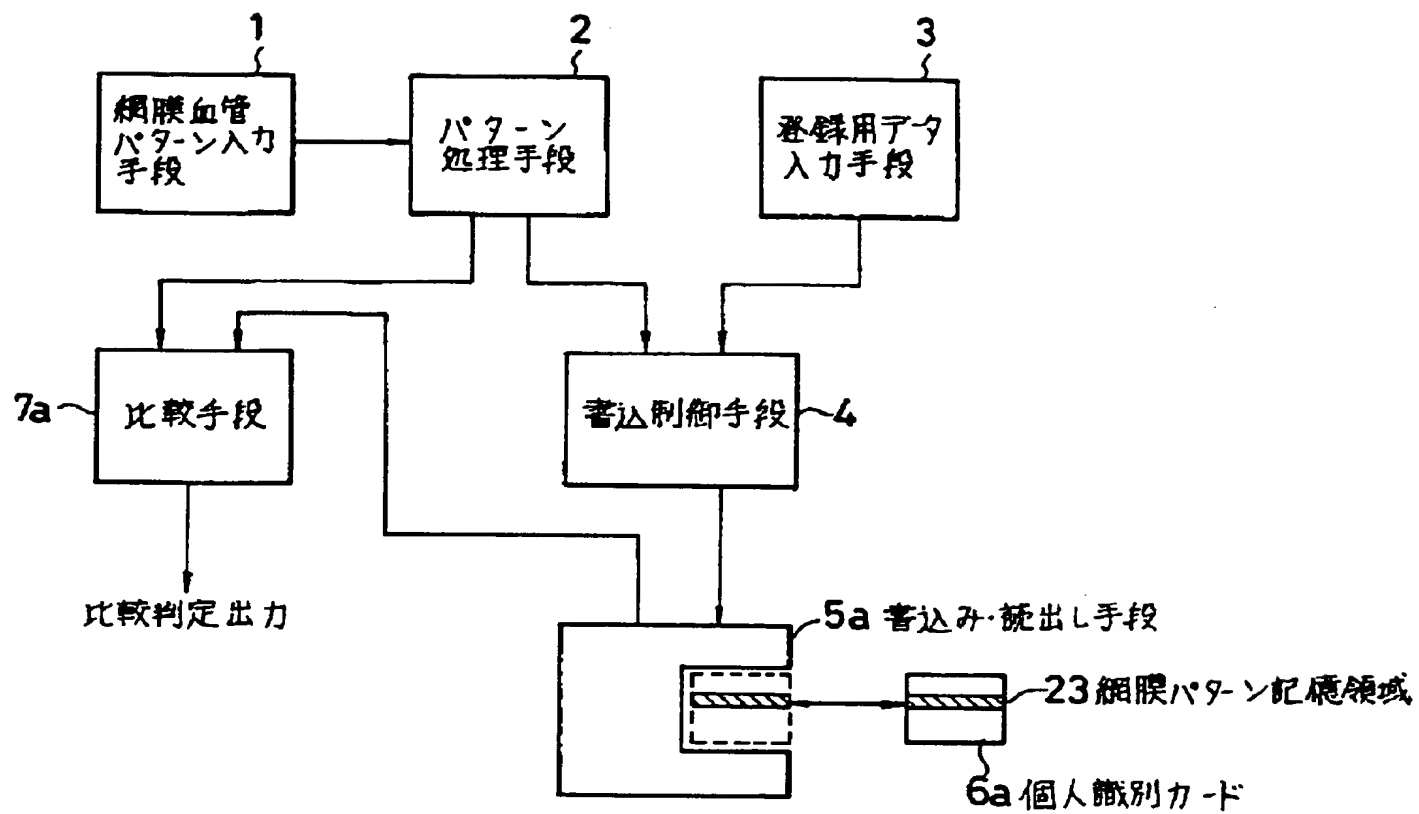 1
2
3
網膜血管
パターン入力
手段
パターン
処理手段
登録用データ
入力手段
7a
比較手段
書込制御手段
4
比較判定出力
5a 書込み・読出し手段
23 網膜パターン記憶領域
6a 個人識別カード